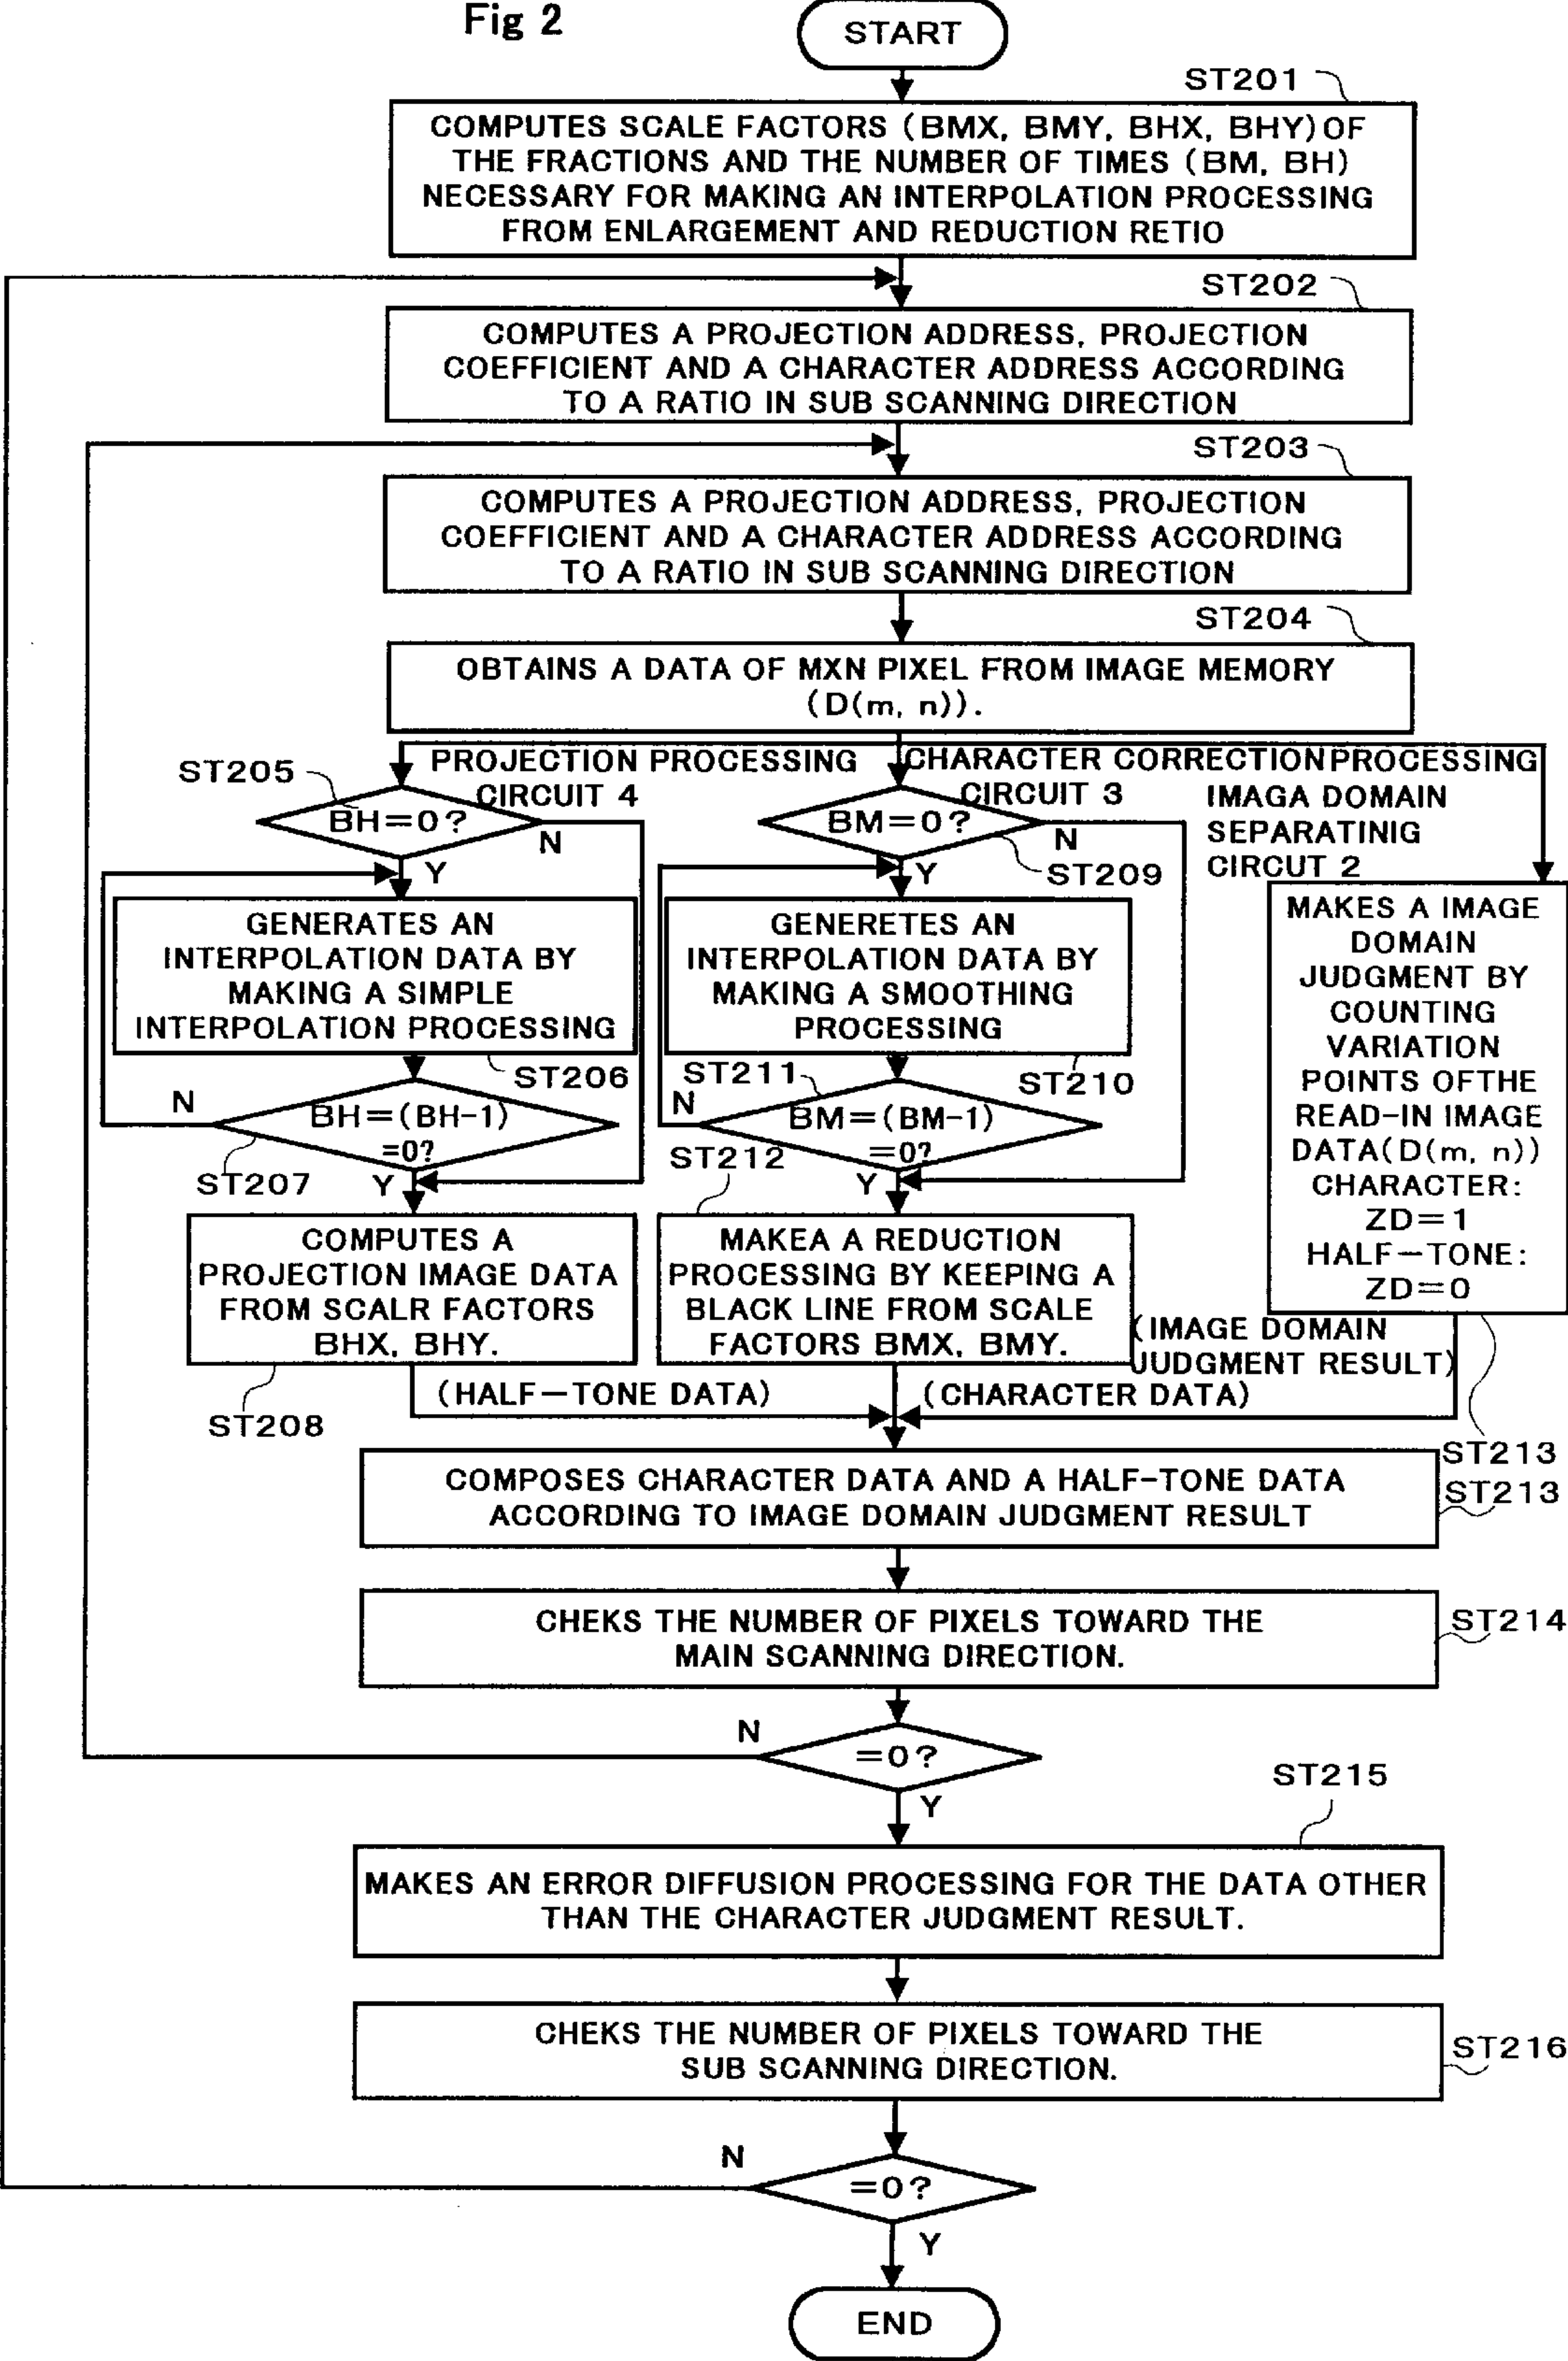 Fig 2
START
ST201
COMPUTES SCALE FACTORS (BMX, BMY, BHX, BHY) OF
THE FRACTIONS AND THE NUMBER OF TIMES (BM, BH)
NECESSARY FOR MAKING AN INTERPOLATION PROCESSING
FROM ENLARGEMENT AND REDUCTION RETIO
ST202
COMPUTES A PROJECTION ADDRESS, PROJECTION
COEFFICIENT AND A CHARACTER ADDRESS ACCORDING
TO A RATIO IN SUB SCANNING DIRECTION
ST203
COMPUTES A PROJECTION ADDRESS, PROJECTION
COEFFICIENT AND A CHARACTER ADDRESS ACCORDING
TO A RATIO IN SUB SCANNING DIRECTION
ST204
OBTAINS A DATA OF MXN PIXEL FROM IMAGE MEMORY
(D(m, n)).
PROJECTION PROCESSING
CIRCUIT 4
ST205
BH=0?
N
Y
GENERATES AN
INTERPOLATION DATA BY
MAKING A SIMPLE
INTERPOLATION PROCESSING
ST206
BH=(BH-1)
=0?
N
ST207
Y
COMPUTES A
PROJECTION IMAGE DATA
FROM SCALR FACTORS
BHX, BHY.
ST208
(HALF-TONE DATA)
CHARACTER CORRECTION PROCESSING
CIRCUIT 3
BM=0?
N
ST209
Y
GENERETES AN
INTERPOLATION DATA BY
MAKING A SMOOTHING
PROCESSING
ST210
ST211
BM=(BM-1)
=0?
N
ST212
Y
MAKEA A REDUCTION
PROCESSING BY KEEPING A
BLACK LINE FROM SCALE
FACTORS BMX, BMY.
(CHARACTER DATA)
IMAGA DOMAIN
SEPARATINIG
CIRCUT 2
MAKES A IMAGE
DOMAIN
JUDGMENT BY
COUNTING
VARIATION
POINTS OFTHE
READ-IN IMAGE
DATA(D(m, n))
CHARACTER:
ZD=1
HALF-TONE:
ZD=0
(IMAGE DOMAIN
JUDGMENT RESULT)
ST213
COMPOSES CHARACTER DATA AND A HALF-TONE DATA
ACCORDING TO IMAGE DOMAIN JUDGMENT RESULT
ST213
CHEKS THE NUMBER OF PIXELS TOWARD THE
MAIN SCANNING DIRECTION.
ST214
N
=0?
Y
ST215
MAKES AN ERROR DIFFUSION PROCESSING FOR THE DATA OTHER
THAN THE CHARACTER JUDGMENT RESULT.
CHEKS THE NUMBER OF PIXELS TOWARD THE
SUB SCANNING DIRECTION.
ST216
N
=0?
Y
END